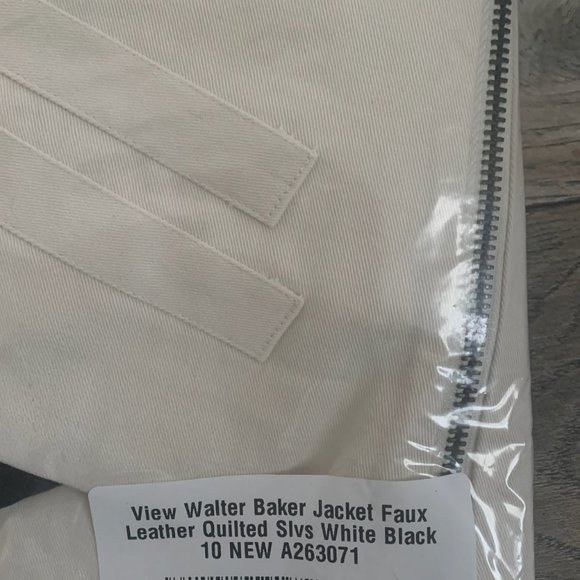 View Walter Baker Jacket Faux
Leather Quilted Slvs White Black
10 NEW A263071